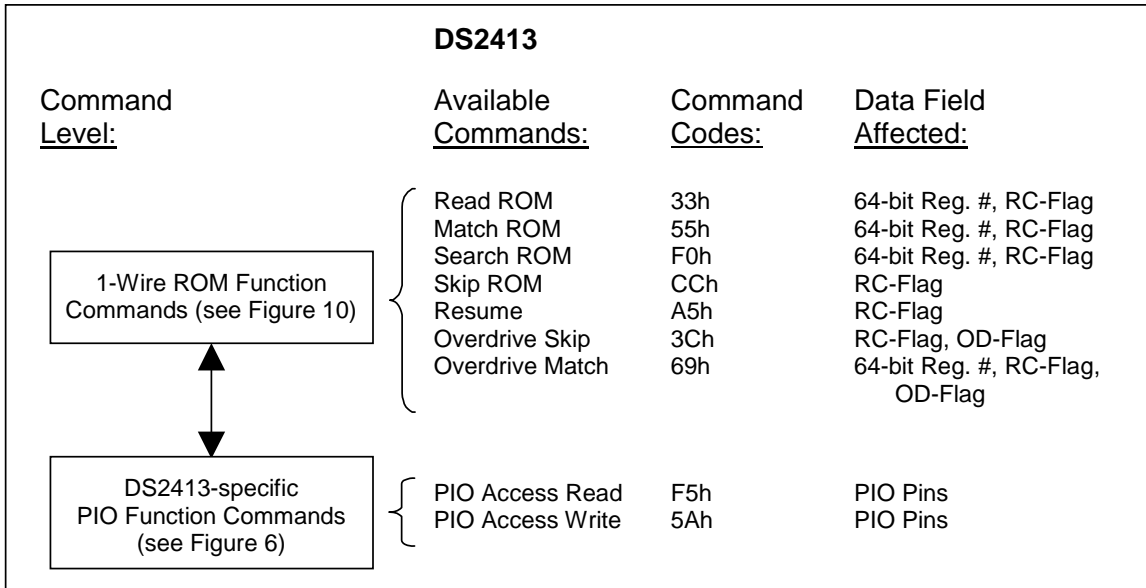 DS2413
Command Available Command Data Field
Level: Commands: Codes: Affected:
Read ROM 33h 64-bit Reg. #, RC-Flag
Match ROM 55h 64-bit Reg. #, RC-Flag
Search ROM F0h 64-bit Reg. #, RC-Flag
1-Wire ROM Function
Commands (see Figure 10)
Skip ROM CCh RC-Flag
Resume A5h RC-Flag
Overdrive Skip 3Ch RC-Flag, OD-Flag
Overdrive Match 69h 64-bit Reg. #, RC-Flag,
OD-Flag
DS2413-specific
PIO Function Commands
(see Figure 6)
PIO Access Read F5h PIO Pins
PIO Access Write 5Ah PIO Pins